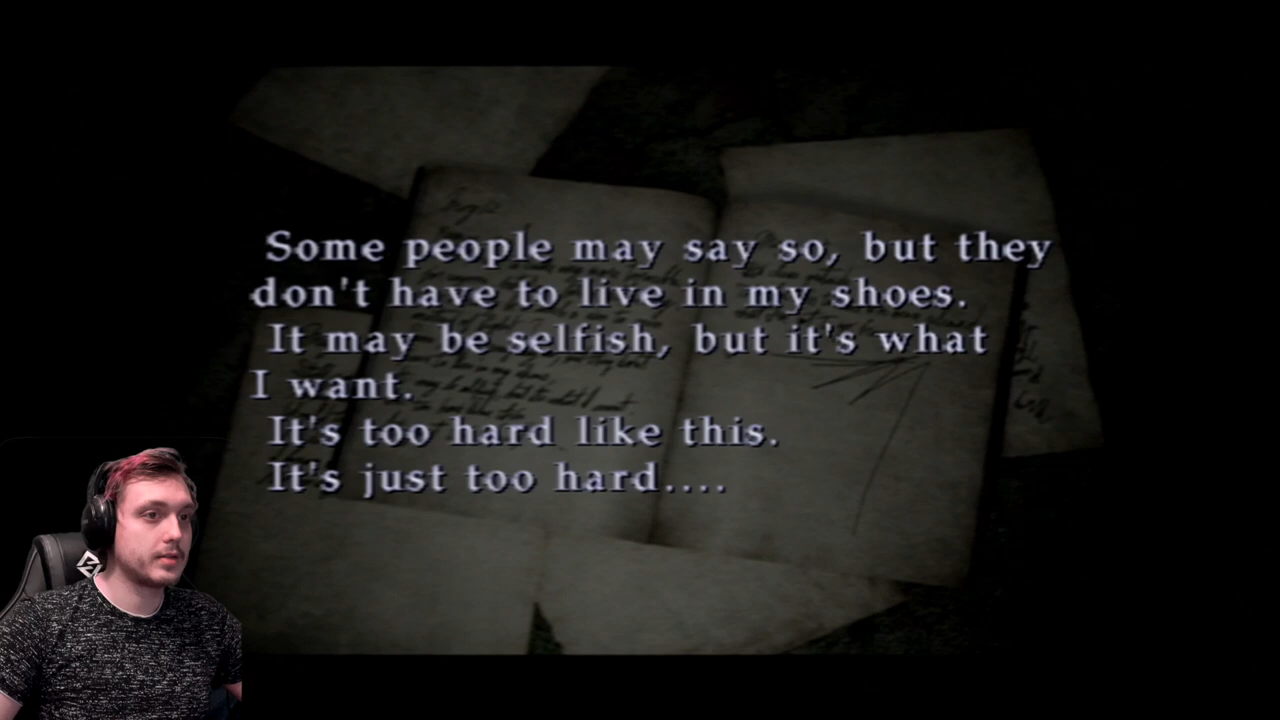 Some people may say so, but they
don't have to live in my shoes.
It may be selfish, but it's what
I want.
It's too hard like this.
It's just too hard....